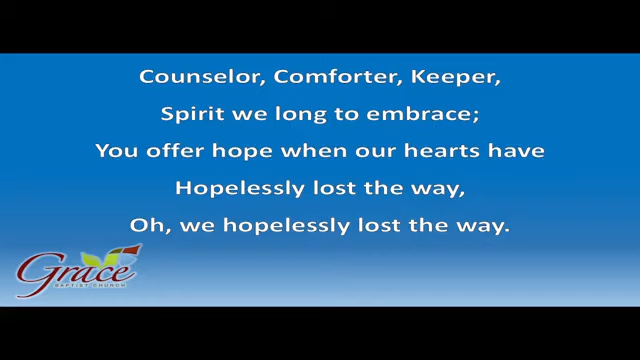 Counselor, Comforter, Keeper,
Spirit we long to embrace;
You offer hope when our hearts have
Hopelessly lost the way,
Oh, we hopelessly lost the way.
Grace
BAPTIST CHURCH